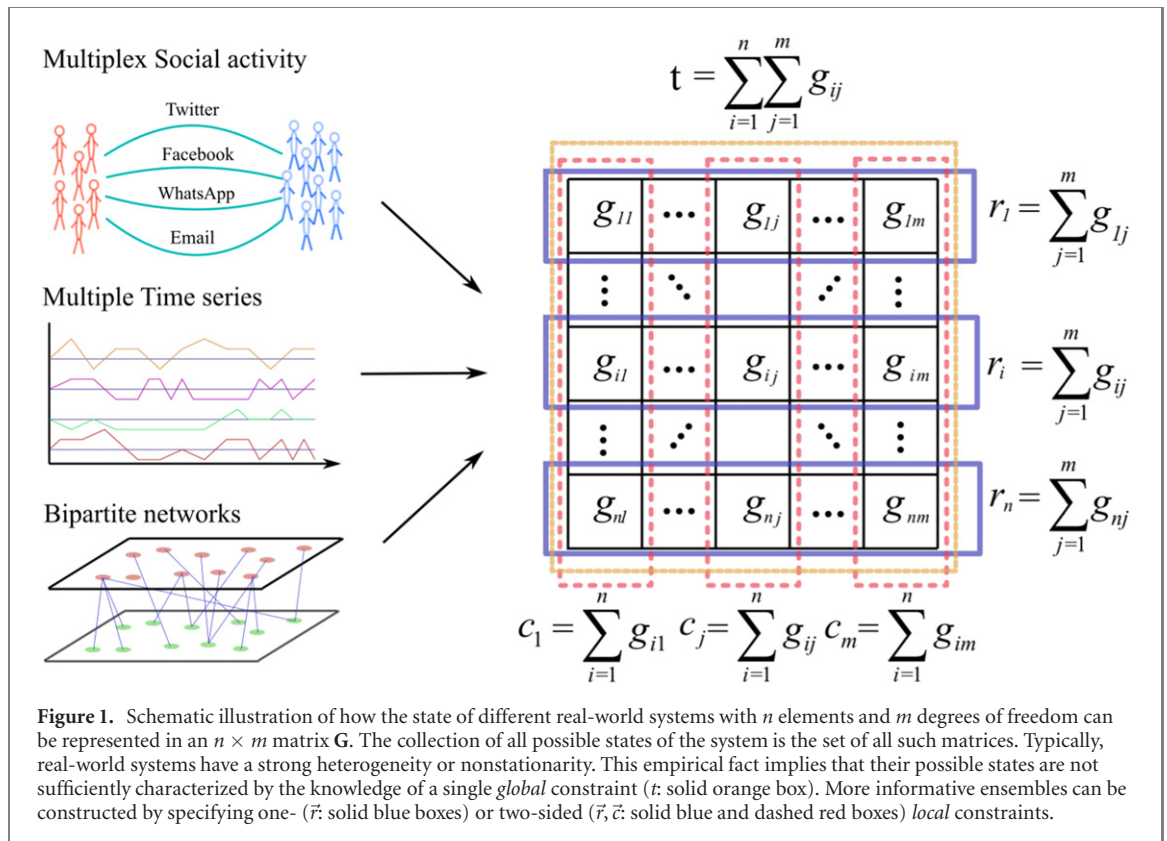 Multiplex Social activity
Twitter
Facebook
WhatsApp
Email
Multiple Time series
Bipartite networks
t = \sum_{i=1}^{n} \sum_{j=1}^{m} g_{ij}
g_{11} ... g_{1j} ... g_{1m}
r_1 = \sum_{j=1}^{m} g_{1j}
g_{i1} ... g_{ij} ... g_{im}
r_i = \sum_{j=1}^{m} g_{ij}
g_{n1} ... g_{nj} ... g_{nm}
r_n = \sum_{j=1}^{m} g_{nj}
c_1 = \sum_{i=1}^{n} g_{i1} c_j = \sum_{i=1}^{n} g_{ij} c_m = \sum_{i=1}^{n} g_{im}
Figure 1. Schematic illustration of how the state of different real-world systems with n elements and m degrees of freedom can
be represented in an n × m matrix G. The collection of all possible states of the system is the set of all such matrices. Typically,
real-world systems have a strong heterogeneity or nonstationarity. This empirical fact implies that their possible states are not
sufficiently characterized by the knowledge of a single global constraint (t: solid orange box). More informative ensembles can be
constructed by specifying one- (r⃗: solid blue boxes) or two-sided (r⃗, c⃗: solid blue and dashed red boxes) local constraints.